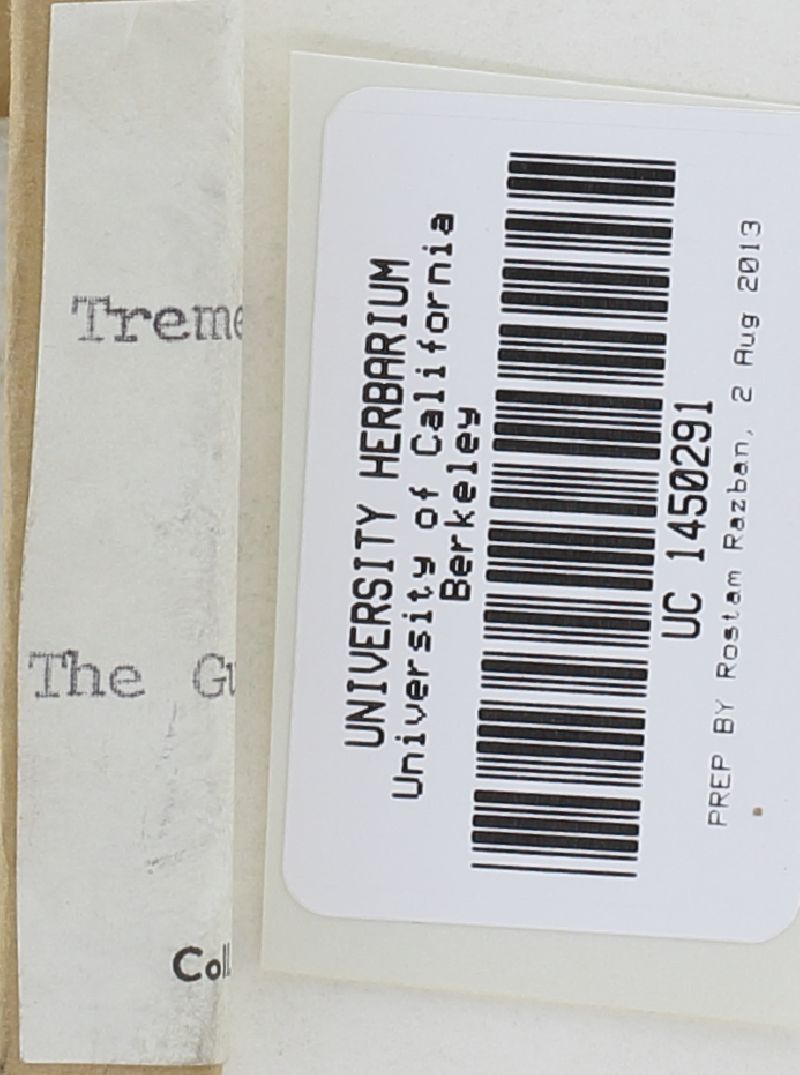 Treme
The Gu
Col
UNIVERSITY HERBARIUM
University of California
Berkeley
UC 1450291
PREP BY Rostam Razban, 2 Aug 2013